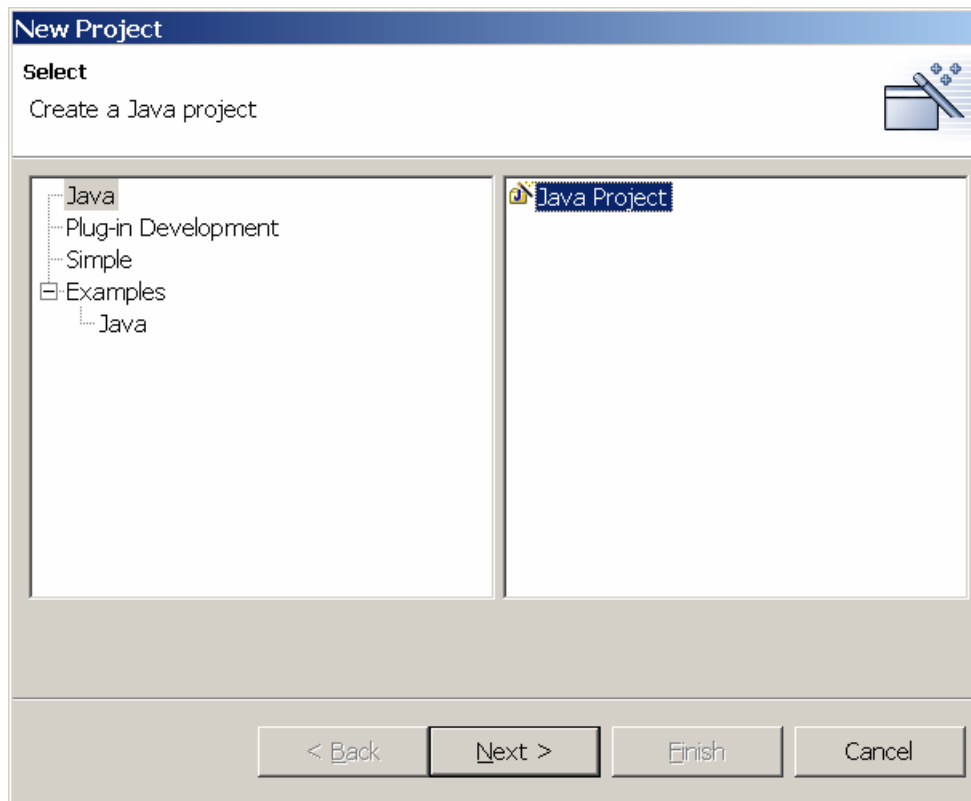 New Project
Select
Create a Java project
Java
Plug-in Development
Simple
Examples
Java
Java Project
< Back
Next >
Finish
Cancel